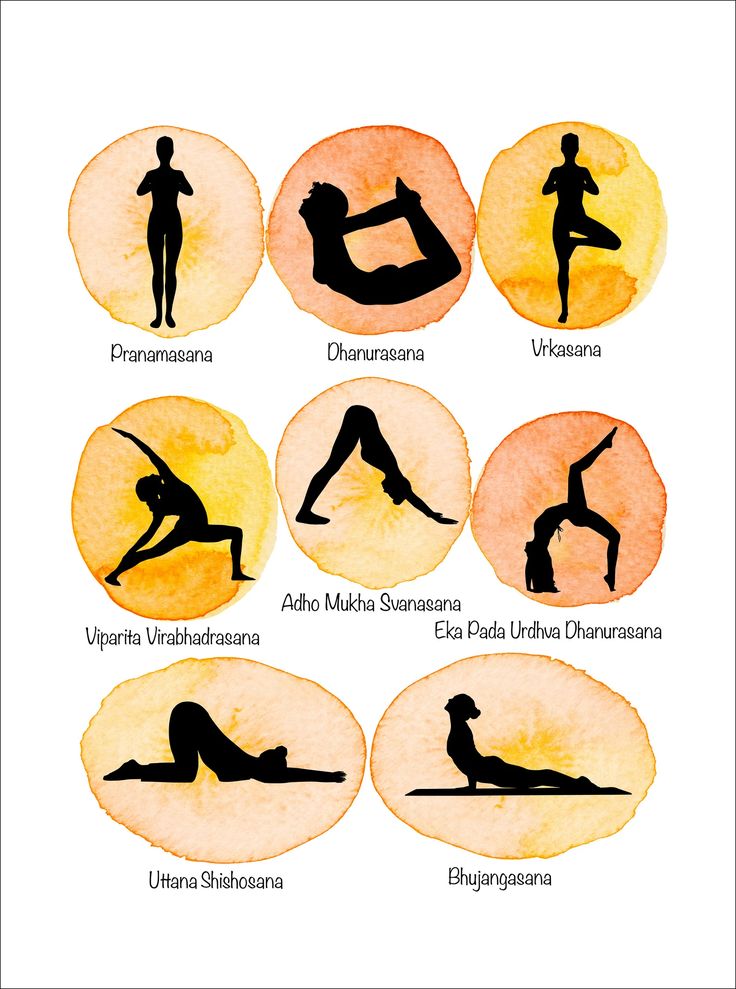 Pranamasana
Dhanurasana
Vrkasana
Viparita Virabhadrasana
Adho Mukha Svanasana
Eka Pada Urdhva Dhanurasana
Uttana Shishosana
Bhujangasana